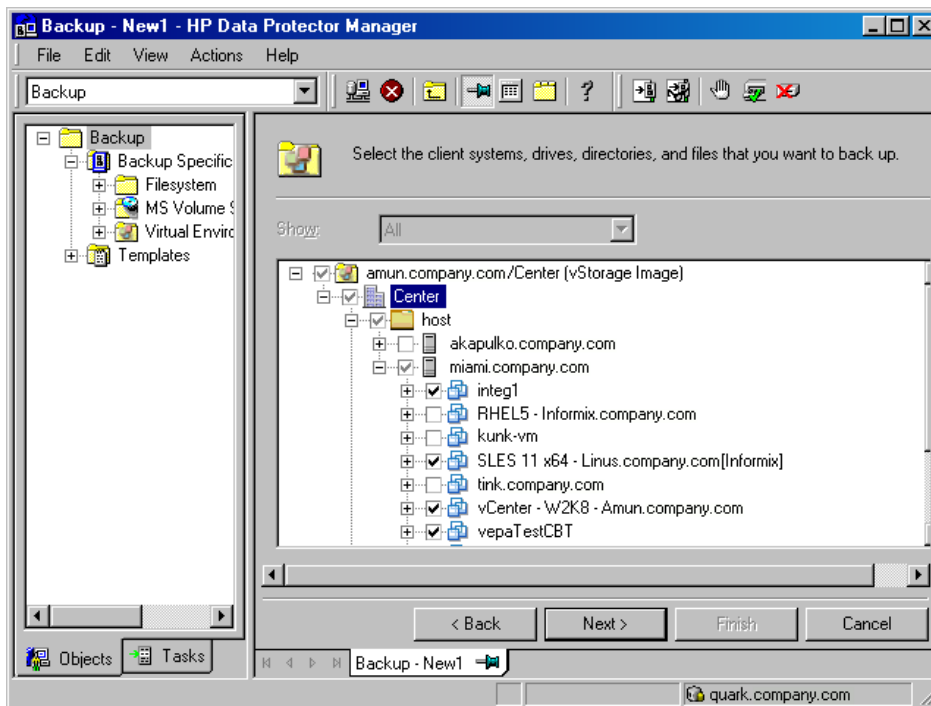 Backup - New1 - HP Data Protector Manager
File Edit View Actions Help
Backup
?
Backup
Backup Specific
Filesystem
MS Volume S
Virtual Enviro
Templates
Select the client systems, drives, directories, and files that you want to back up.
Show:
All
amun.company.com/Center (vStorage Image)
Center
host
akapulko.company.com
miami.company.com
integ1
RHEL5 - Informix.company.com
kunk-vm
SLES 11 x64 - Linus.company.com[Informix]
tink.company.com
vCenter - W2K8 - Amun.company.com
vepaTestCBT
< Back
Next >
Finish
Cancel
Objects
Tasks
Backup - New1
quark.company.com